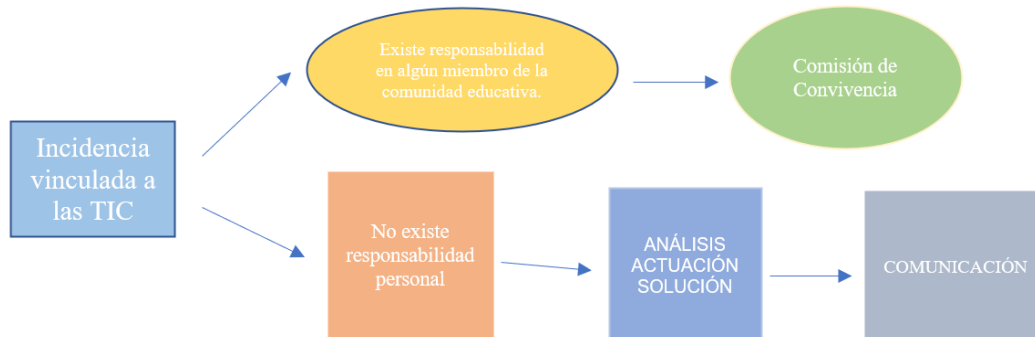 Existe responsabilidad
en algún miembro de la
comunidad educativa.
Comisión de
Convivencia
Incidencia
vinculada a
las TIC
No existe
responsabilidad
personal
ANÁLISIS
ACTUACIÓN
SOLUCIÓN
COMUNICACIÓN